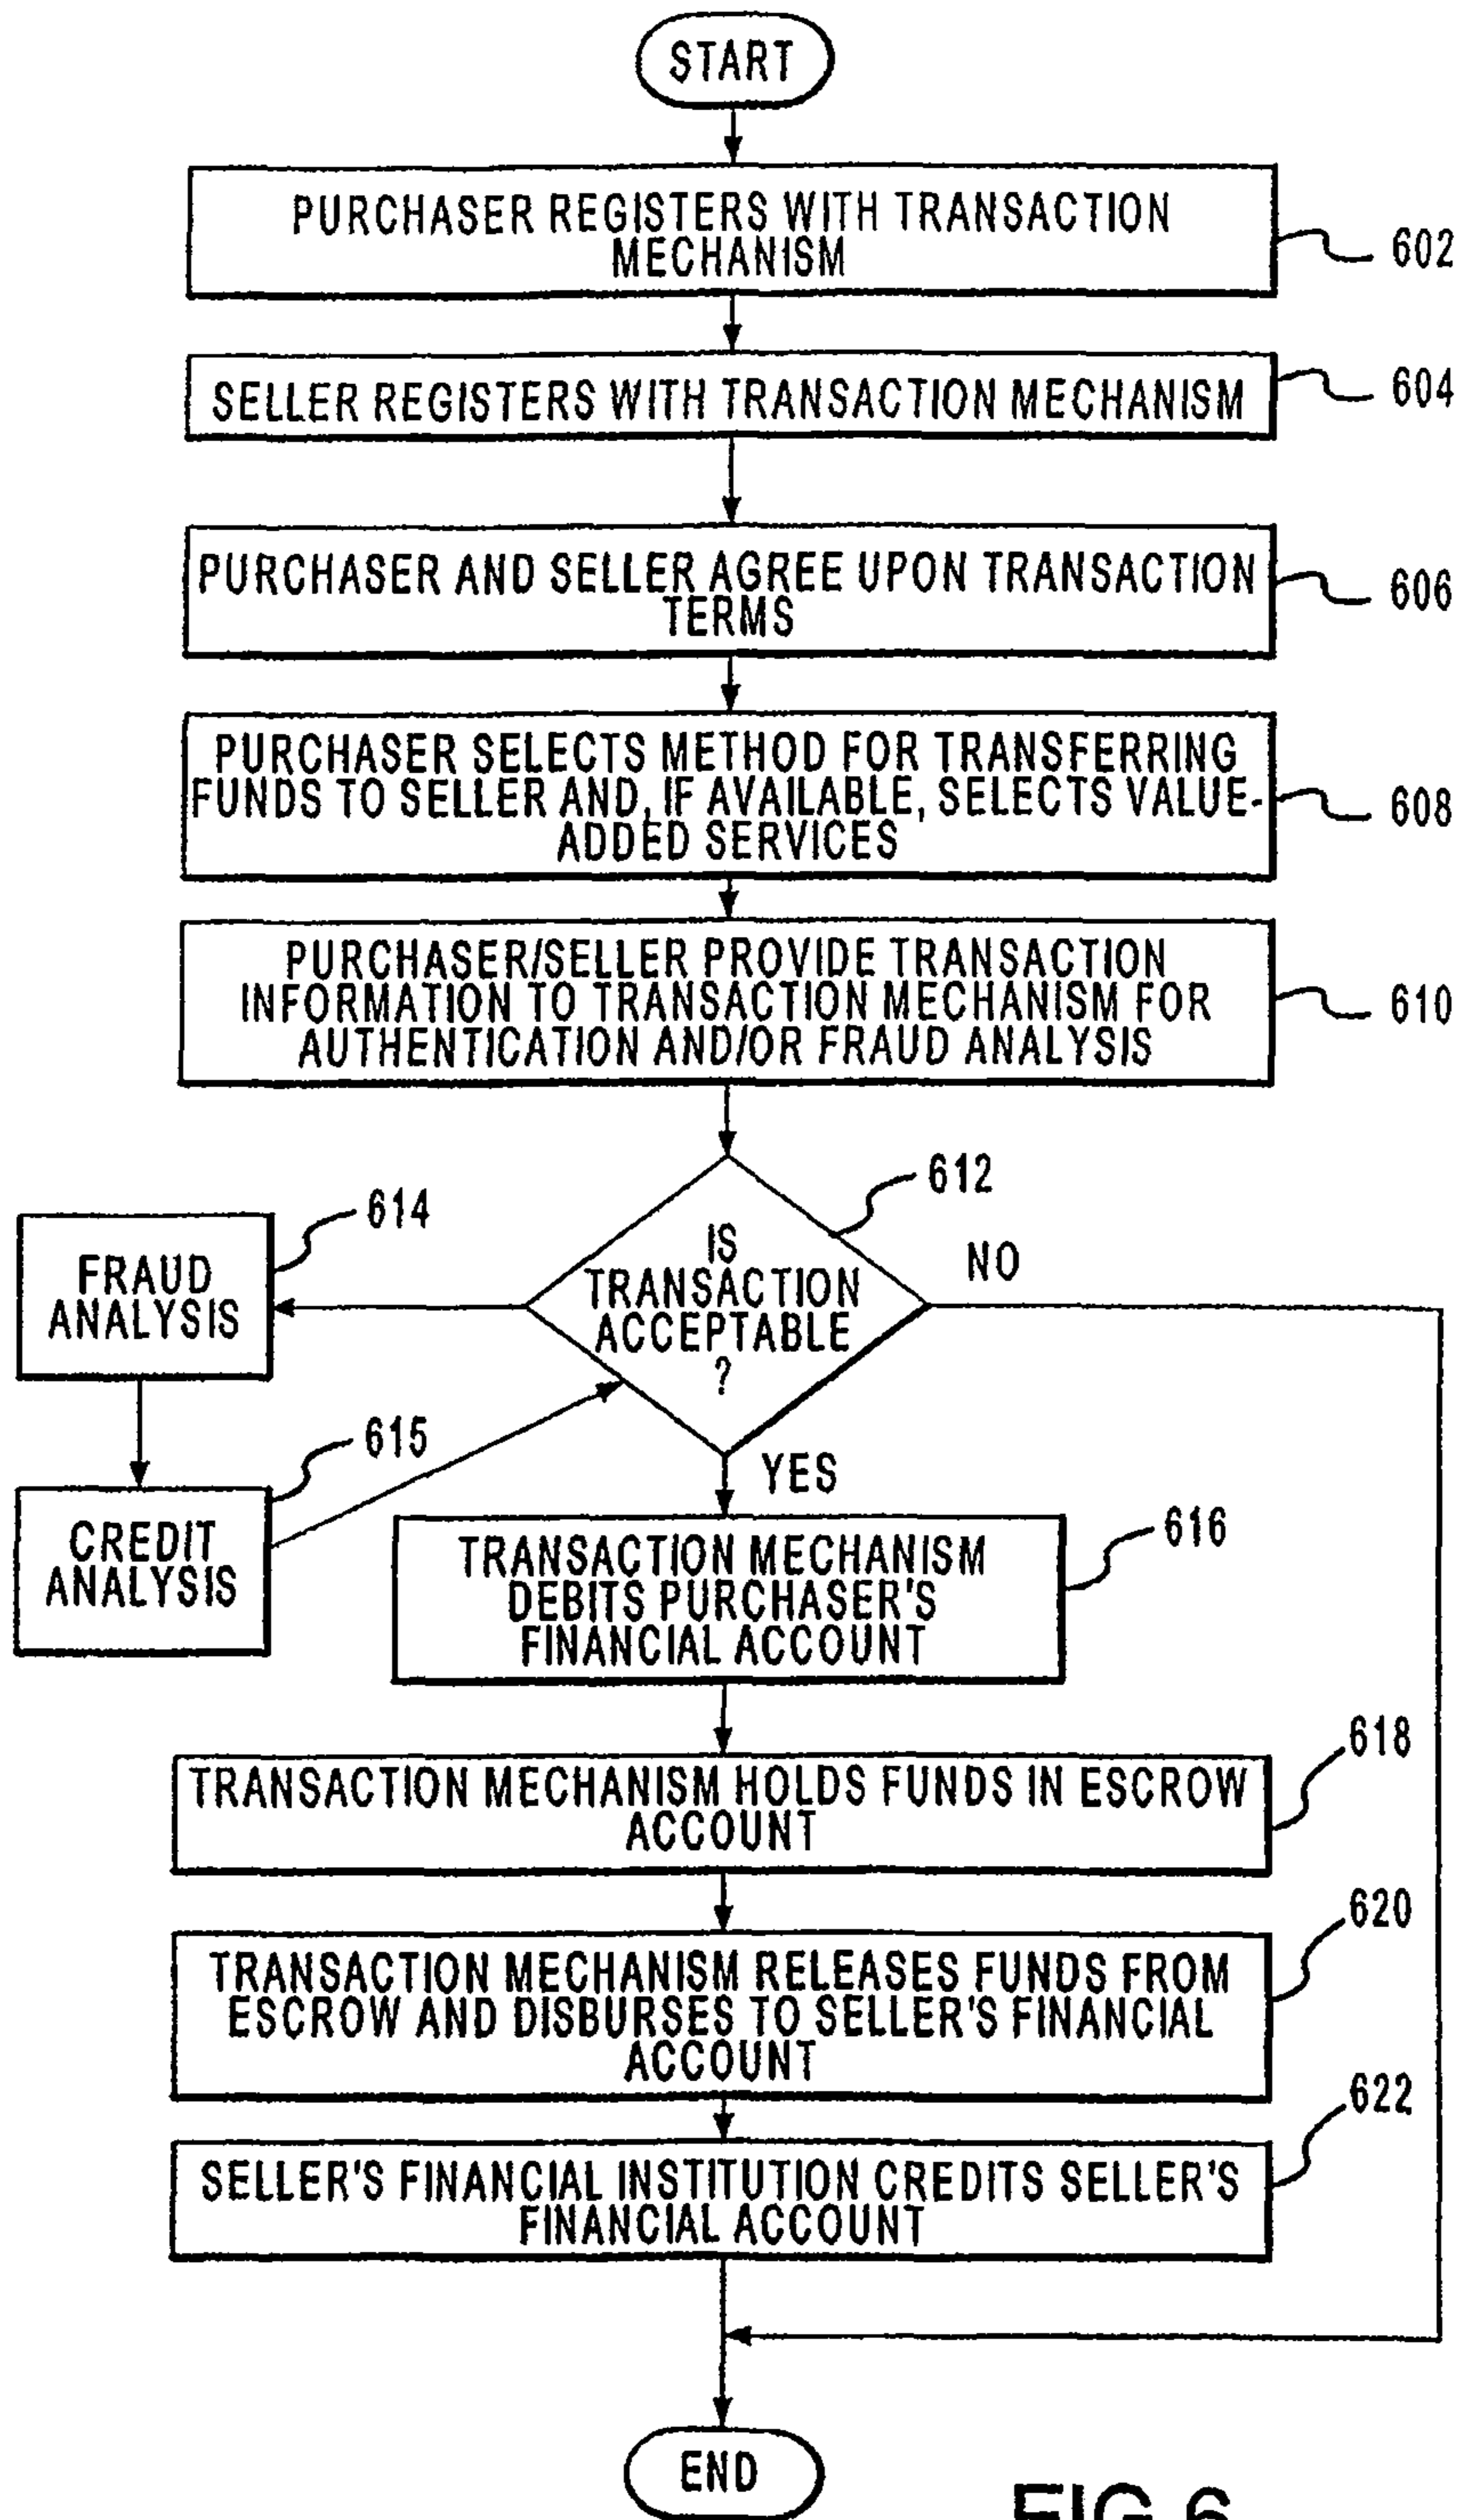 START
PURCHASER REGISTERS WITH TRANSACTION
MECHANISM
602
SELLER REGISTERS WITH TRANSACTION MECHANISM
604
PURCHASER AND SELLER AGREE UPON TRANSACTION
TERMS
606
PURCHASER SELECTS METHOD FOR TRANSFERRING
FUNDS TO SELLER AND, IF AVAILABLE, SELECTS VALUE-
ADDED SERVICES
608
PURCHASER/SELLER PROVIDE TRANSACTION
INFORMATION TO TRANSACTION MECHANISM FOR
AUTHENTICATION AND/OR FRAUD ANALYSIS
610
612
IS
TRANSACTION
ACCEPTABLE
?
NO
614
FRAUD
ANALYSIS
615
CREDIT
ANALYSIS
YES
616
TRANSACTION MECHANISM
DEBITS PURCHASER'S
FINANCIAL ACCOUNT
618
TRANSACTION MECHANISM HOLDS FUNDS IN ESCROW
ACCOUNT
620
TRANSACTION MECHANISM RELEASES FUNDS FROM
ESCROW AND DISBURSES TO SELLER'S FINANCIAL
ACCOUNT
622
SELLER'S FINANCIAL INSTITUTION CREDITS SELLER'S
FINANCIAL ACCOUNT
END
FIG.6